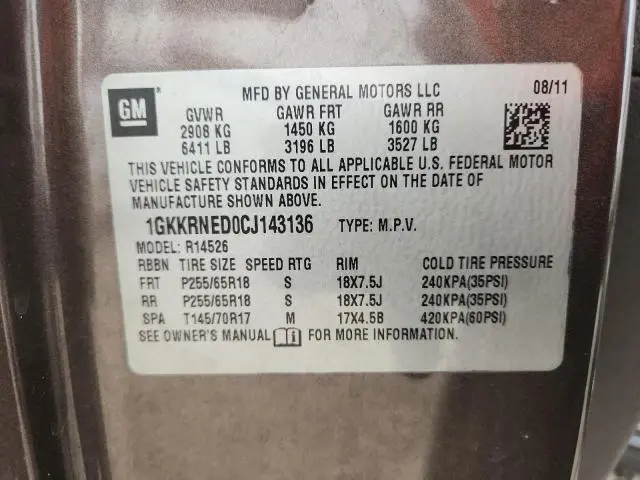 GM
MFD BY GENERAL MOTORS LLC 08/11
GVWR GAWR FRT GAWR RR
2908 KG 1450 KG 1600 KG
6411 LB 3196 LB 3527 LB
THIS VEHICLE CONFORMS TO ALL APPLICABLE U.S. FEDERAL MOTOR
VEHICLE SAFETY STANDARDS IN EFFECT ON THE DATE OF
MANUFACTURE SHOWN ABOVE.
1GKKRNED0CJ143136 TYPE: M.P.V.
MODEL: R14526
RBBN TIRE SIZE SPEED RTG RIM COLD TIRE PRESSURE
FRT P255/65R18 S 18X7.5J 240KPA(35PSI)
RR P255/65R18 S 18X7.5J 240KPA(35PSI)
SPA T145/70R17 M 17X4.5B 420KPA(60PSI)
SEE OWNER'S MANUAL FOR MORE INFORMATION.